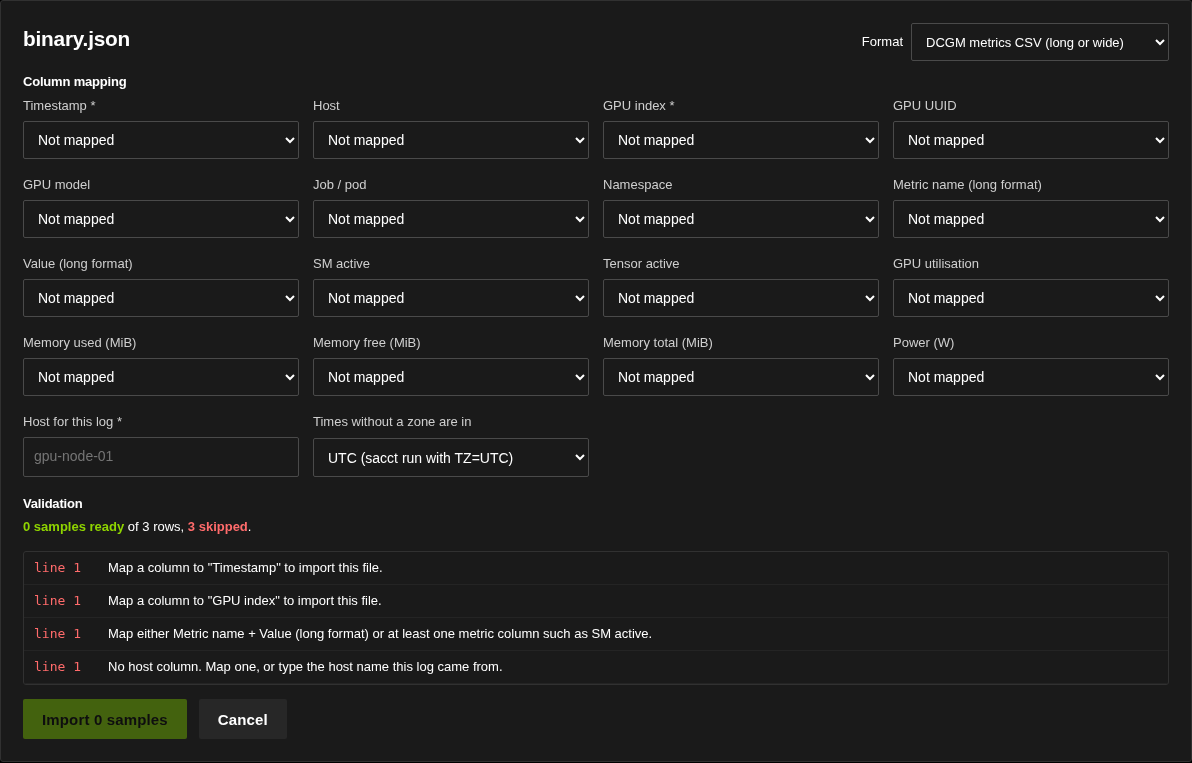 binary.json
Format DCGM metrics CSV (long or wide)
Column mapping
Timestamp * Host GPU index * GPU UUID
Not mapped Not mapped Not mapped Not mapped
GPU model Job / pod Namespace Metric name (long format)
Not mapped Not mapped Not mapped Not mapped
Value (long format) SM active Tensor active GPU utilisation
Not mapped Not mapped Not mapped Not mapped
Memory used (MiB) Memory free (MiB) Memory total (MiB) Power (W)
Not mapped Not mapped Not mapped Not mapped
Host for this log * Times without a zone are in
gpu-node-01 UTC (sacct run with TZ=UTC)
Validation
0 samples ready of 3 rows, 3 skipped.
line 1 Map a column to "Timestamp" to import this file.
line 1 Map a column to "GPU index" to import this file.
line 1 Map either Metric name + Value (long format) or at least one metric column such as SM active.
line 1 No host column. Map one, or type the host name this log came from.
Import 0 samples Cancel